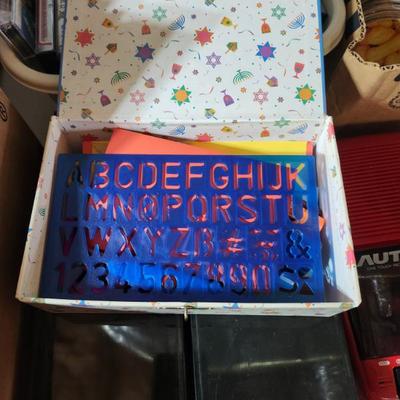 ABCDEFGHIJK
LMNOPQRSTU
VWXYZ
&
1234567890
AUT